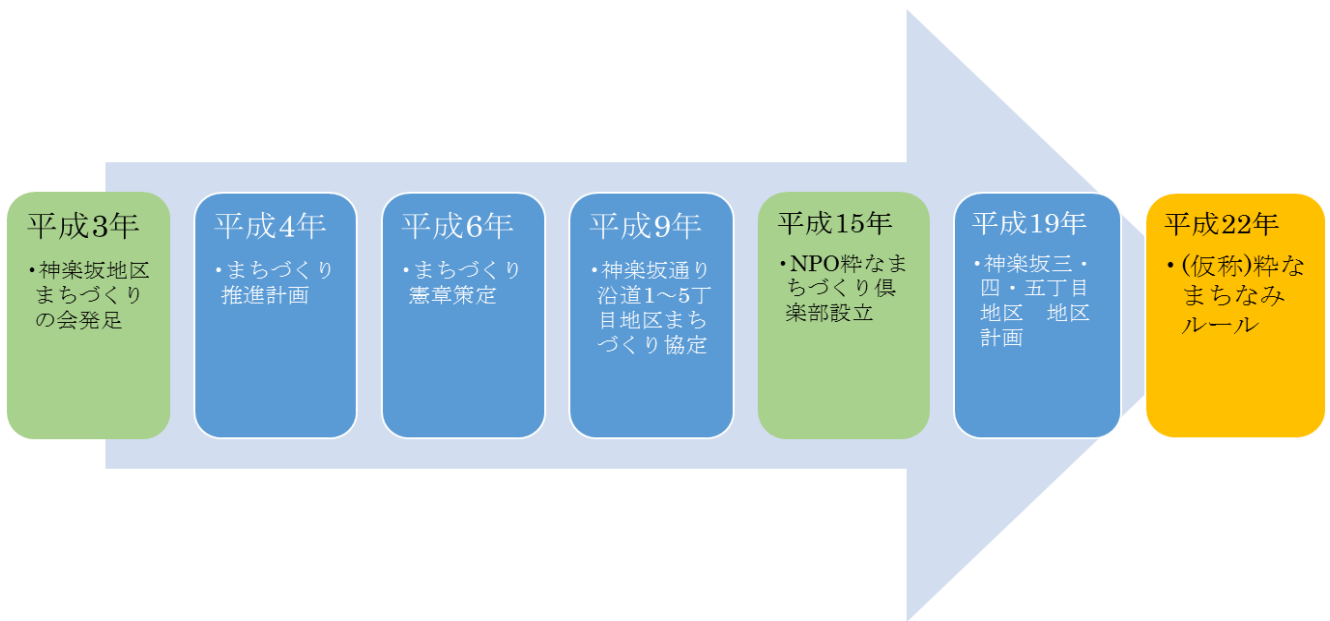 平成3年
・神楽坂地区
まちづくり
の会発足
平成4年
・まちづくり
推進計画
平成6年
・まちづくり
憲章策定
平成9年
・神楽坂通り
沿道1～5丁
目地区まち
づくり協定
平成15年
・NPO粋なま
ちづくり倶
楽部設立
平成19年
・神楽坂三・
四・五丁目
地区　地区
計画
平成22年
・(仮称)粋な
まちなみ
ルール